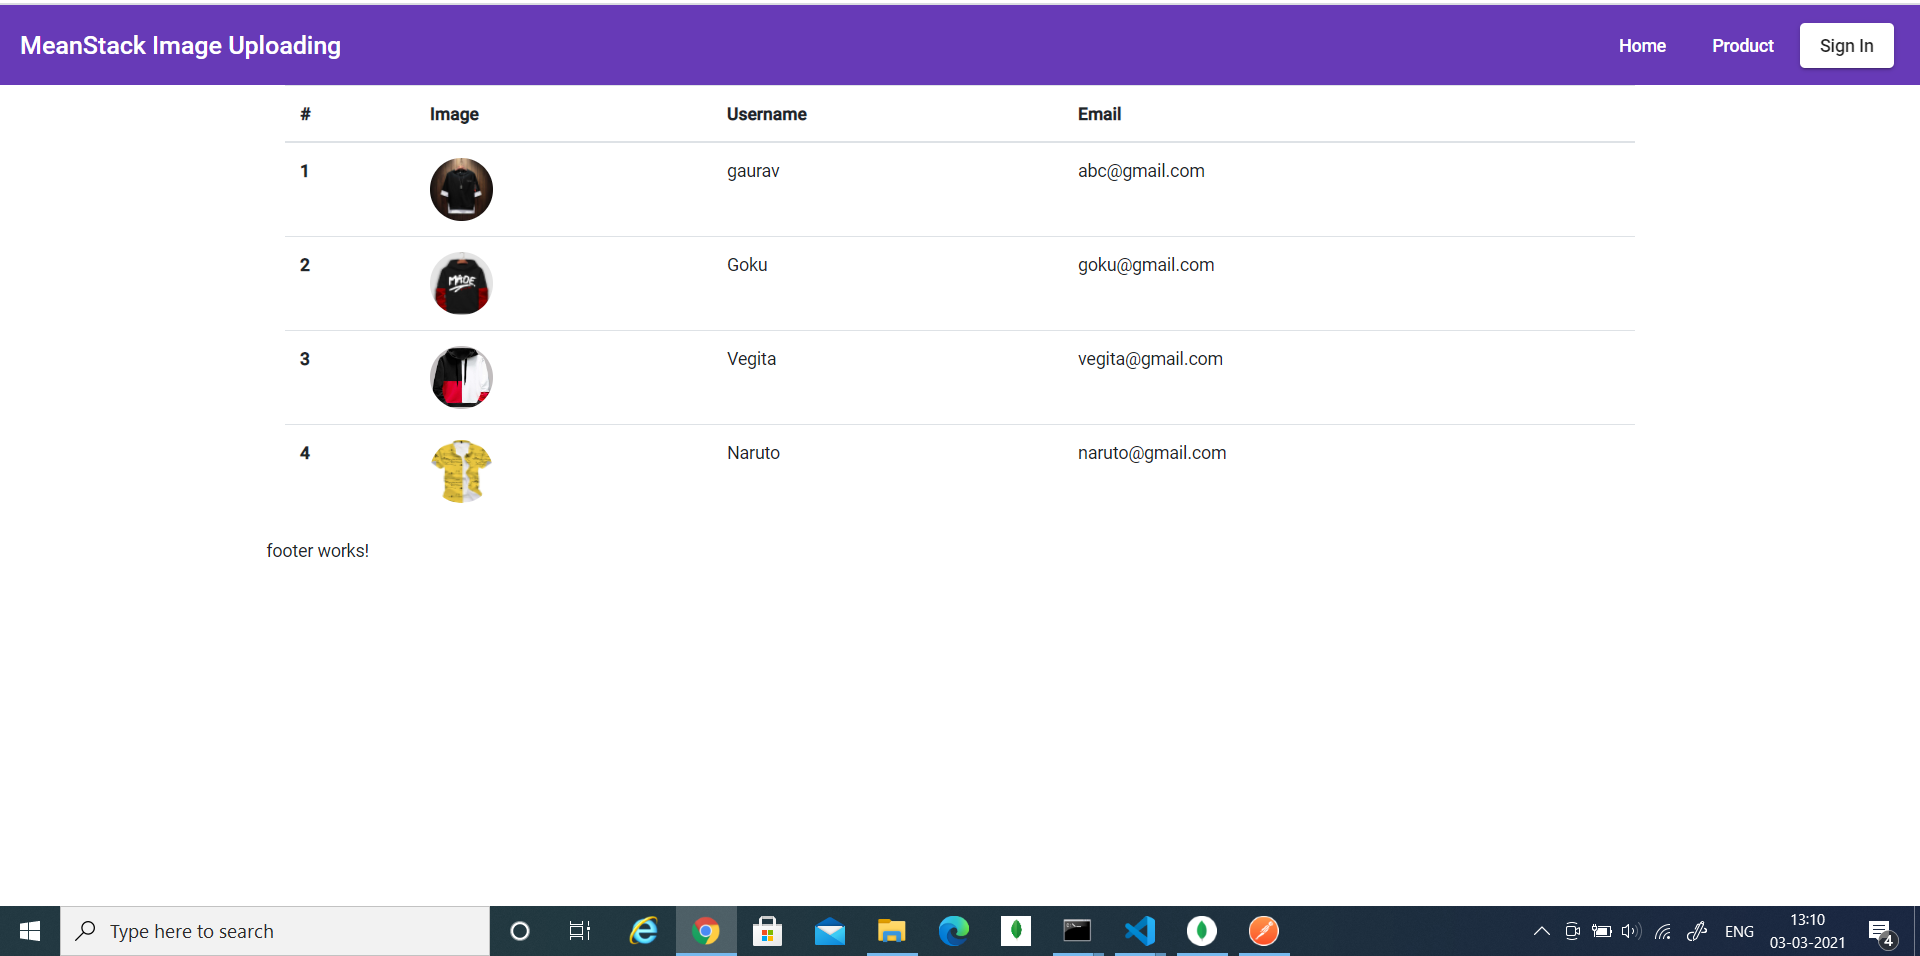 MeanStack Image Uploading Home Product Sign In
# Image Username Email
1 gaurav abc@gmail.com
MADE
2 Goku goku@gmail.com
3 Vegita vegita@gmail.com
4 Naruto naruto@gmail.com
footer works!
Type here to search ENG 13:10
03-03-2021 4